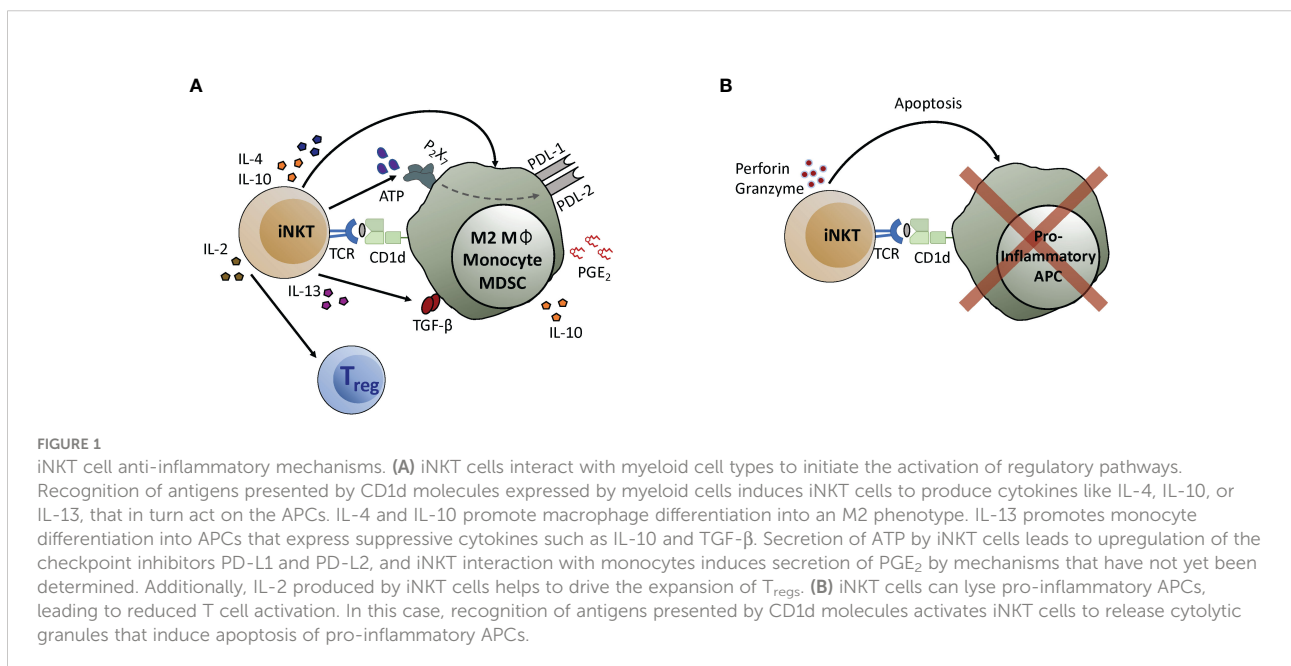 A
IL-4
IL-10
ATP
P₂X₇
PDL-1
PDL-2
iNKT
TCR
CD1d
M2 MΦ
Monocyte
MDSC
PGE₂
IL-2
IL-13
TGF-β
IL-10
Treg
B
Apoptosis
Perforin
Granzyme
iNKT
TCR
CD1d
Pro-
Inflammatory
APC
FIGURE 1
iNKT cell anti-inflammatory mechanisms. (A) iNKT cells interact with myeloid cell types to initiate the activation of regulatory pathways.
Recognition of antigens presented by CD1d molecules expressed by myeloid cells induces iNKT cells to produce cytokines like IL-4, IL-10, or
IL-13, that in turn act on the APCs. IL-4 and IL-10 promote macrophage differentiation into an M2 phenotype. IL-13 promotes monocyte
differentiation into APCs that express suppressive cytokines such as IL-10 and TGF-β. Secretion of ATP by iNKT cells leads to upregulation of the
checkpoint inhibitors PD-L1 and PD-L2, and iNKT interaction with monocytes induces secretion of PGE₂ by mechanisms that have not yet been
determined. Additionally, IL-2 produced by iNKT cells helps to drive the expansion of Tregs. (B) iNKT cells can lyse pro-inflammatory APCs,
leading to reduced T cell activation. In this case, recognition of antigens presented by CD1d molecules activates iNKT cells to release cytolytic
granules that induce apoptosis of pro-inflammatory APCs.